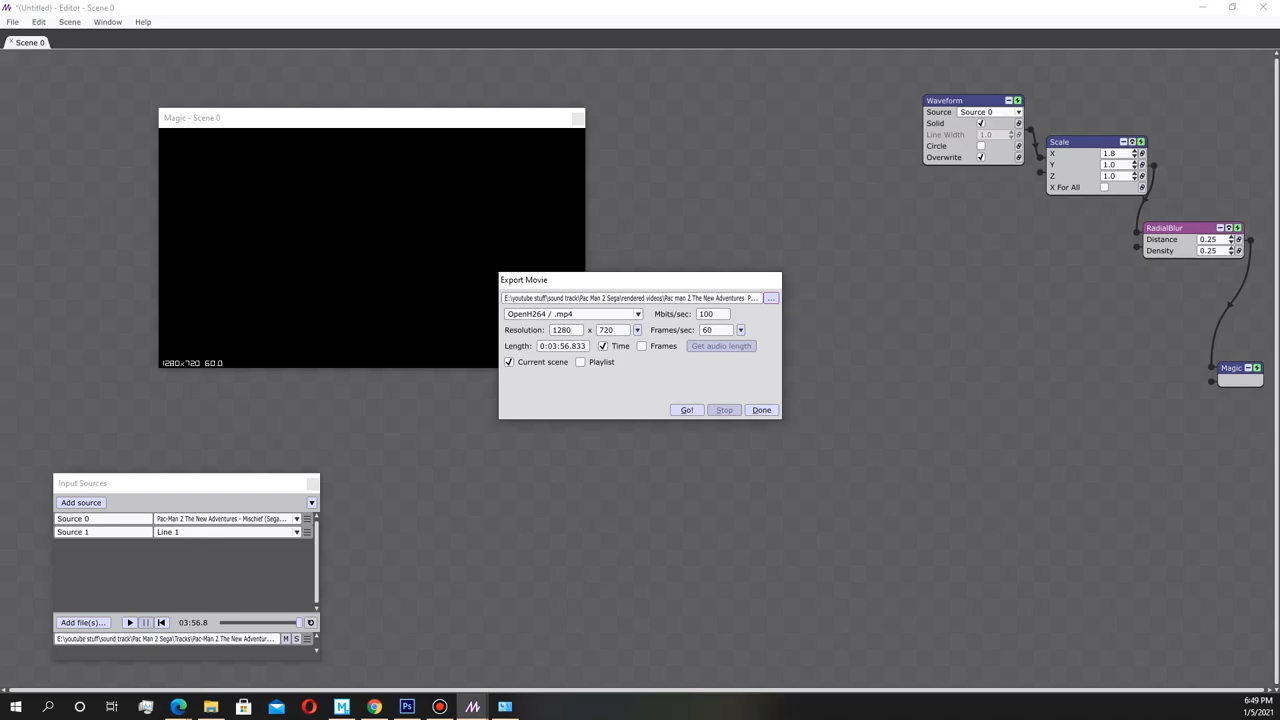 *(Untitled) - Editor - Scene 0
File Edit Scene Window Help
x Scene 0
Magic - Scene 0
1280x720 60.0
Waveform
Source Source 0
Solid
Line Width 1.0
Circle
Overwrite
Scale
X 1.8
Y 1.0
Z 1.0
X For All
RadialBlur
Distance 0.25
Density 0.25
Magic
Export Movie
E:\youtube stuff\sound track\Pac Man 2 Sega\rendered videos\Pac man 2 The New Adventures P... ...
OpenH264 / .mp4 Mbits/sec: 100
Resolution: 1280 x 720 Frames/sec: 60
Length: 0:03:56.833 Time Frames Get audio length
Current scene Playlist
Go! Stop Done
Input Sources
Add source
Source 0 Pac-Man 2 The New Adventures - Mischief (Sega...
Source 1 Line 1
Add file(s)... 03:56.8
E:\youtube stuff\sound track\Pac Man 2 Sega\Tracks\Pac-Man 2 The New Adventur... M S
6:49 PM
1/5/2021